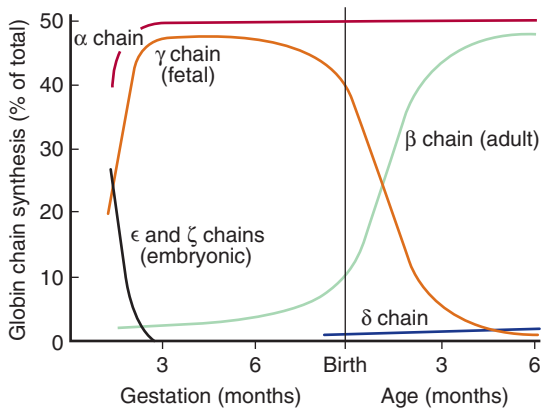 Globin chain synthesis (% of total)
50
40
30
20
10
0
α chain
γ chain
(fetal)
β chain (adult)
ϵ and ζ chains
(embryonic)
δ chain
3
6
Birth
3
6
Gestation (months)
Age (months)